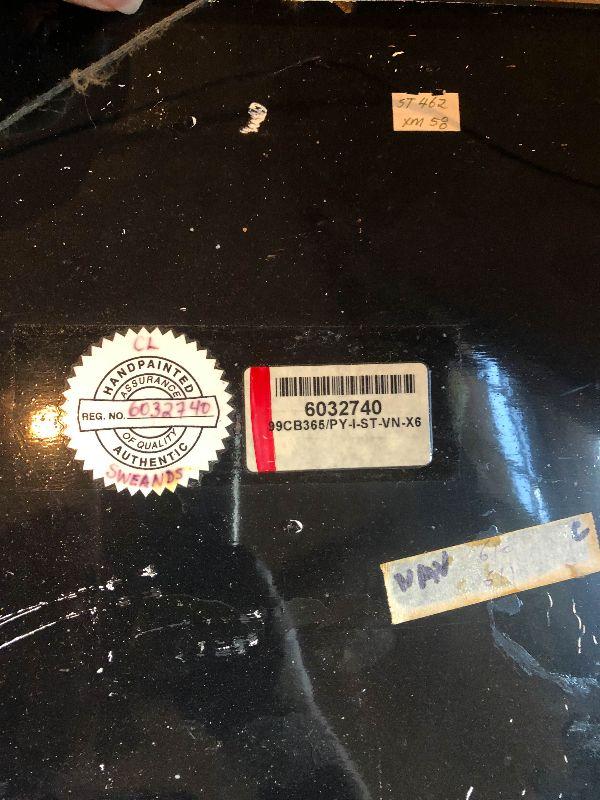 ST 462
XM 58
CL
HANDPAINTED
ASSURANCE
REG. NO. 6032740
OF QUALITY
AUTHENTIC
SWEANDS
6032740
99CB365/PY-I-ST-VN-X6